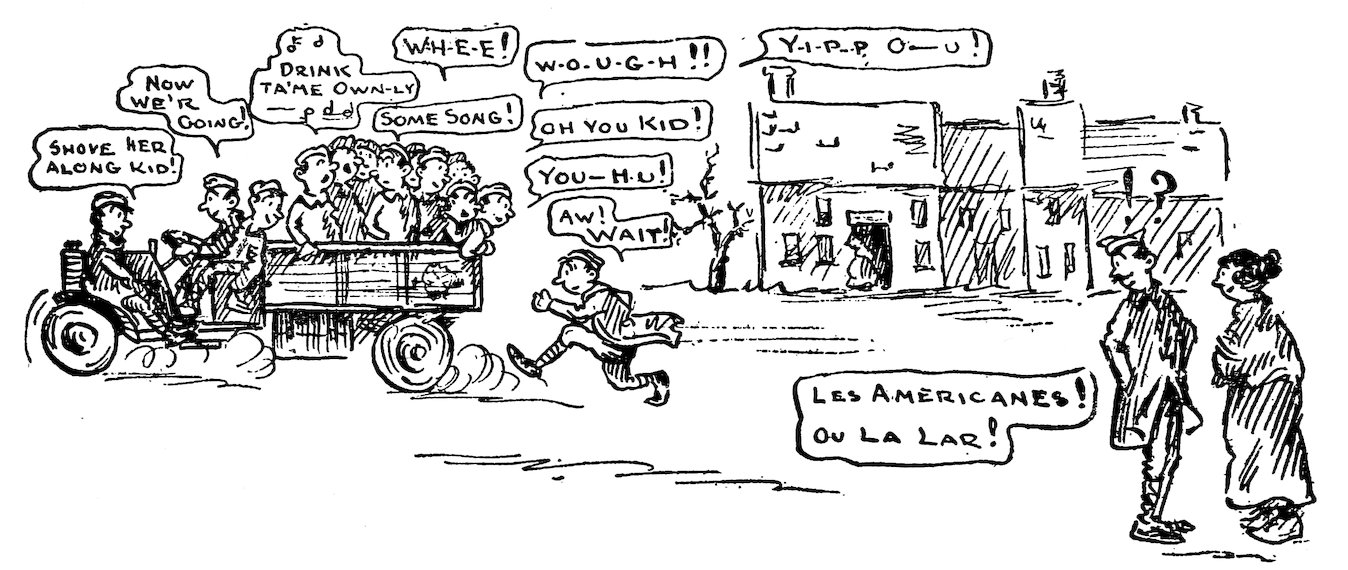 SHOVE HER
ALONG KID!
NOW
WE'R
GOING!
DRINK
TA'ME OWN-LY
W-H-E-E!
SOME SONG!
W-O-U-G-H!!
OH YOU KID!
YOU-H-U!
AW!
WAIT!
Y-I-P-P O-U!
! ?
LES AMÉRICANES!
OU LA LAR!